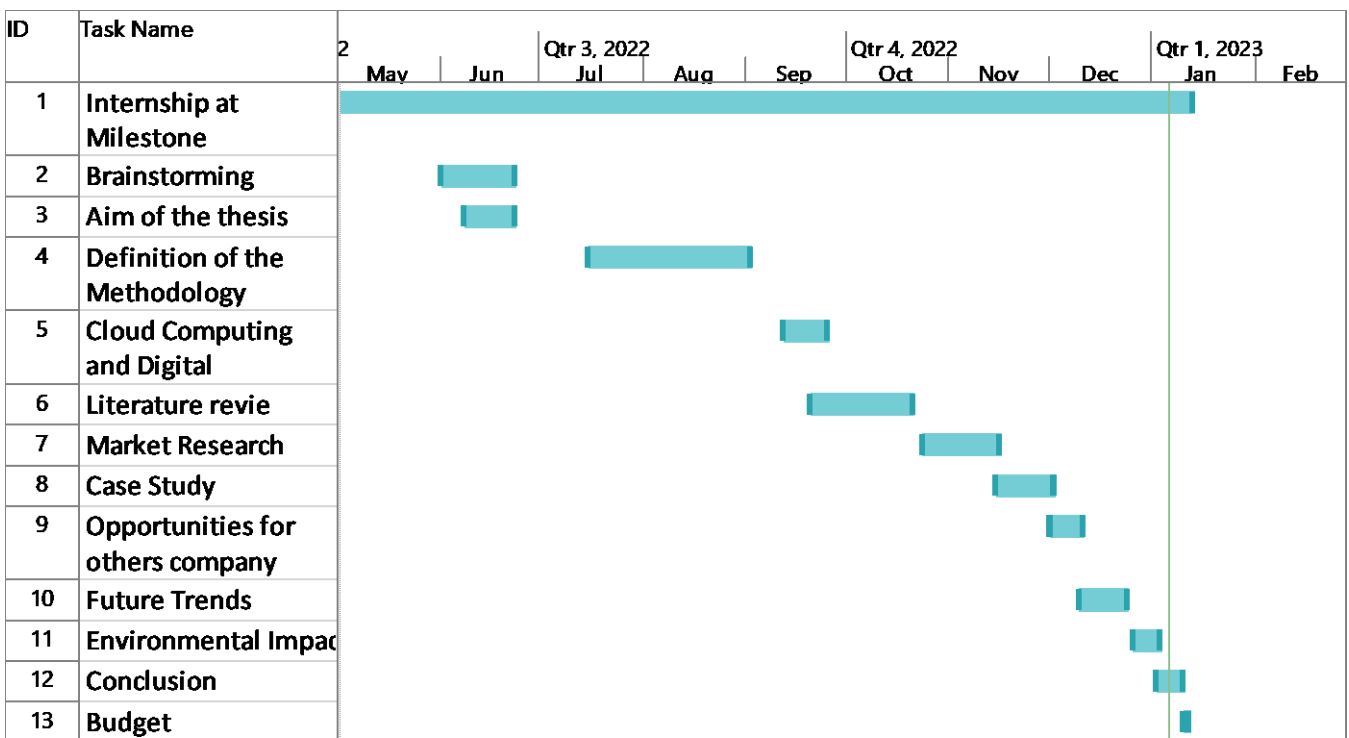 ID Task Name
2 Qtr 3, 2022 Qtr 4, 2022 Qtr 1, 2023
May Jun Jul Aug Sep Oct Nov Dec Jan Feb
1 Internship at
Milestone
2 Brainstorming
3 Aim of the thesis
4 Definition of the
Methodology
5 Cloud Computing
and Digital
6 Literature revie
7 Market Research
8 Case Study
9 Opportunities for
others company
10 Future Trends
11 Environmental Impac
12 Conclusion
13 Budget